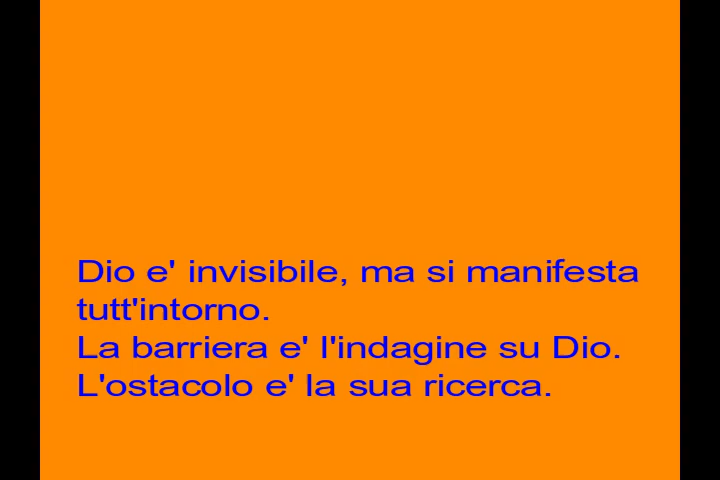 Dio e' invisibile, ma si manifesta
tutt'intorno.
La barriera e' l'indagine su Dio.
L'ostacolo e' la sua ricerca.